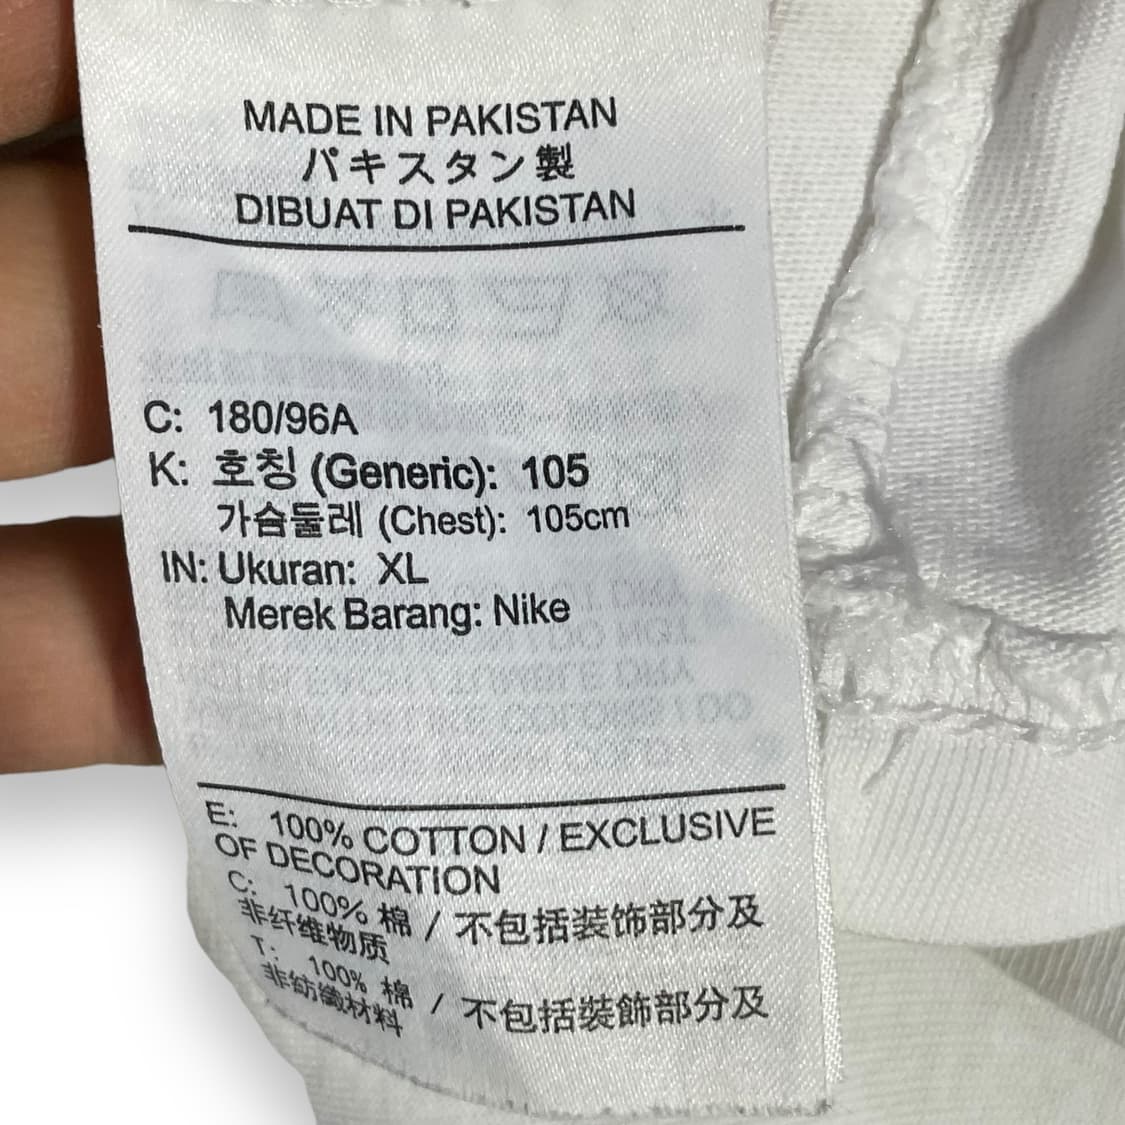 MADE IN PAKISTAN
パキスタン製
DIBUAT DI PAKISTAN
C: 180/96A
K: 호칭 (Generic): 105
가슴둘레 (Chest): 105cm
IN: Ukuran: XL
Merek Barang: Nike
E: 100% COTTON / EXCLUSIVE
OF DECORATION
C: 100% 棉 / 不包括装饰部分及
非纤维物质
T: 100% 棉 / 不包括裝飾部分及
非紡織材料